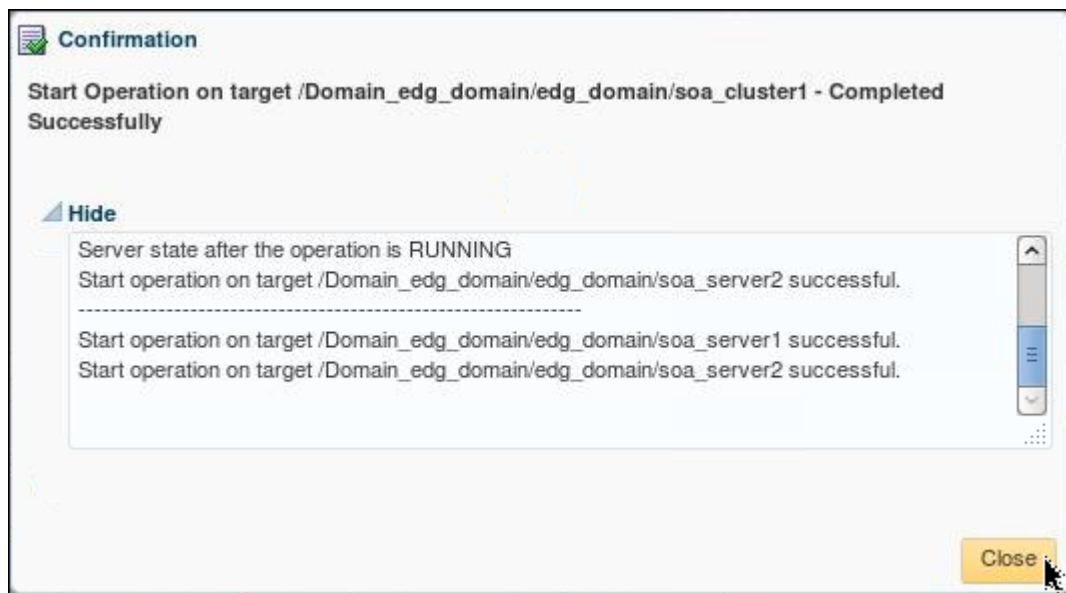 Confirmation
Start Operation on target /Domain_edg_domain/edg_domain/soa_cluster1 - Completed
Successfully
Hide
Server state after the operation is RUNNING
Start operation on target /Domain_edg_domain/edg_domain/soa_server2 successful.
---------------------------------------------------------------
Start operation on target /Domain_edg_domain/edg_domain/soa_server1 successful.
Start operation on target /Domain_edg_domain/edg_domain/soa_server2 successful.
Close